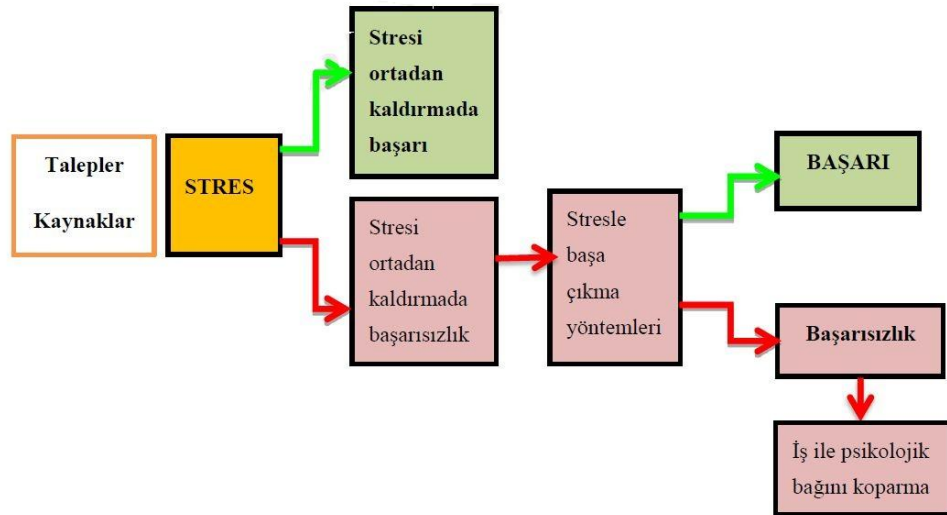 Talepler
Kaynaklar
STRES
Stresi
ortadan
kaldırmada
başarı
Stresi
ortadan
kaldırmada
başarısızlık
Stresle
başa
çıkma
yöntemleri
BAŞARI
Başarisızlık
İş ile psikolojik
bağını koparma